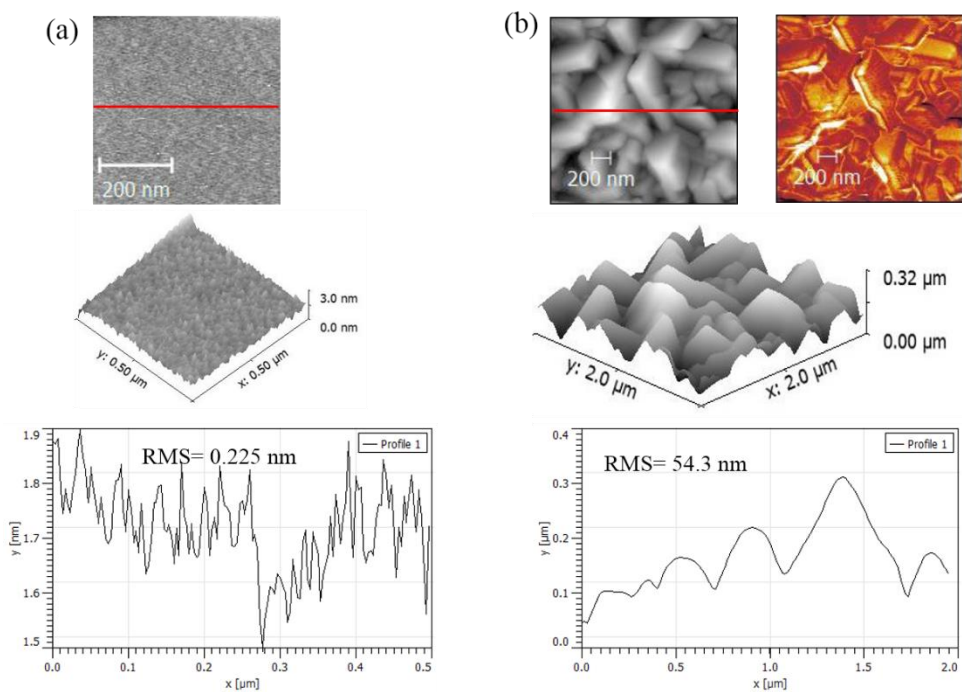 (a)
200 nm
3.0 nm
0.0 nm
y: 0.50 µm
x: 0.50 µm
1.9
1.8
1.7
1.6
1.5
y [nm]
RMS= 0.225 nm
Profile 1
0.0
0.1
0.2
0.3
0.4
0.5
x [µm]
(b)
200 nm
200 nm
0.32 µm
0.00 µm
y: 2.0 µm
x: 2.0 µm
0.4
0.3
0.2
0.1
0.0
y [µm]
RMS= 54.3 nm
Profile 1
0.0
0.5
1.0
1.5
2.0
x [µm]